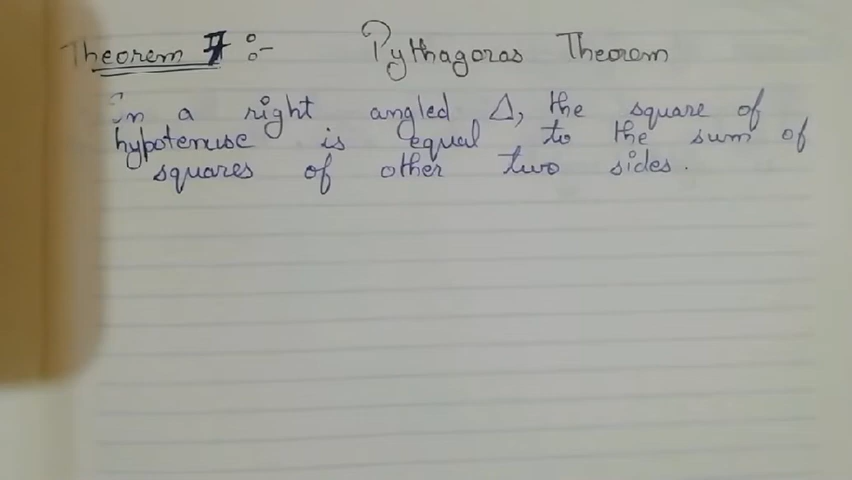 Theorem 7 :- Pythagoras Theorem
In a right angled Δ, the square of
hypotenuse is equal to the sum of
squares of other two sides.